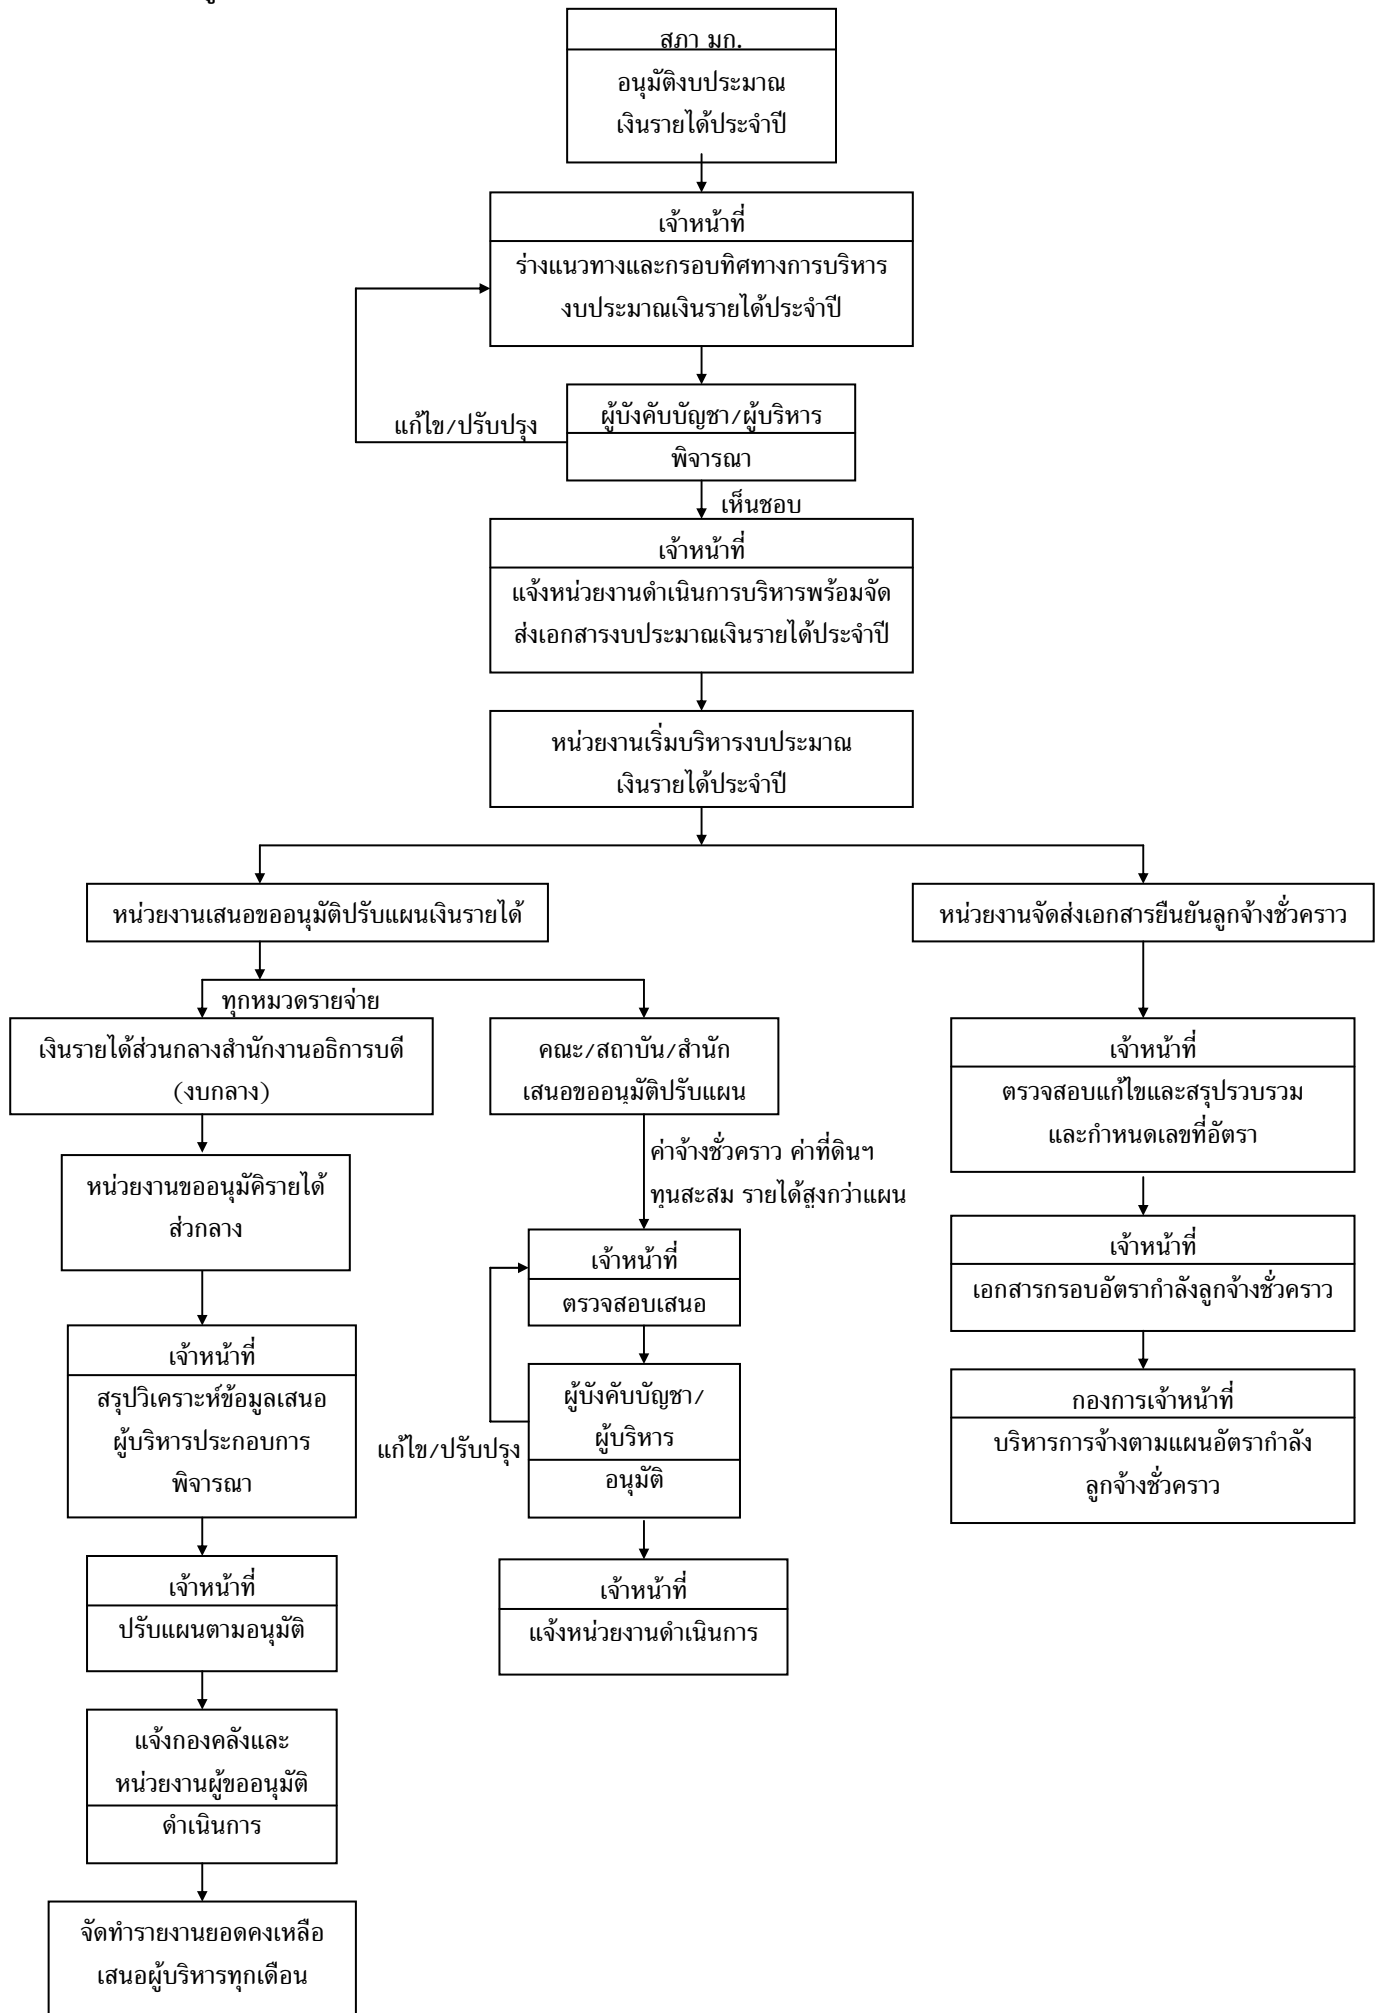 สภา มก.
อนุมัติงบประมาณ
เงินรายได้ประจำปี
เจ้าหน้าที่
ร่างแนวทางและกรอบทิศทางการบริหาร
งบประมาณเงินรายได้ประจำปี
แก้ไข/ปรับปรุง
ผู้บังคับบัญชา/ผู้บริหาร
พิจารณา
เห็นชอบ
เจ้าหน้าที่
แจ้งหน่วยงานดำเนินการบริหารพร้อมจัด
ส่งเอกสารงบประมาณเงินรายได้ประจำปี
หน่วยงานเริ่มบริหารงบประมาณ
เงินรายได้ประจำปี
หน่วยงานเสนอขออนุมัติปรับแผนเงินรายได้
ทุกหมวดรายจ่าย
เงินรายได้ส่วนกลางสำนักงานอธิการบดี
(งบกลาง)
หน่วยงานขออนุมัคิรายได้
ส่วกลาง
เจ้าหน้าที่
สรุปวิเคราะห์ข้อมูลเสนอ
ผู้บริหารประกอบการ
พิจารณา
เจ้าหน้าที่
ปรับแผนตามอนุมัติ
แจ้งกองคลังและ
หน่วยงานผู้ขออนุมัติ
ดำเนินการ
จัดทำรายงานยอดคงเหลือ
เสนอผู้บริหารทุกเดือน
คณะ/สถาบัน/สำนัก
เสนอขออนุมัติปรับแผน
ค่าจ้างชั่วคราว ค่าที่ดินฯ
ทุนสะสม รายได้สูงกว่าแผน
เจ้าหน้าที่
ตรวจสอบเสนอ
แก้ไข/ปรับปรุง
ผู้บังคับบัญชา/
ผู้บริหาร
อนุมัติ
เจ้าหน้าที่
แจ้งหน่วยงานดำเนินการ
หน่วยงานจัดส่งเอกสารยืนยันลูกจ้างชั่วคราว
เจ้าหน้าที่
ตรวจสอบแก้ไขและสรุปรวบรวม
และกำหนดเลขที่อัตรา
เจ้าหน้าที่
เอกสารกรอบอัตรากำลังลูกจ้างชั่วคราว
กองการเจ้าหน้าที่
บริหารการจ้างตามแผนอัตรากำลัง
ลูกจ้างชั่วคราว